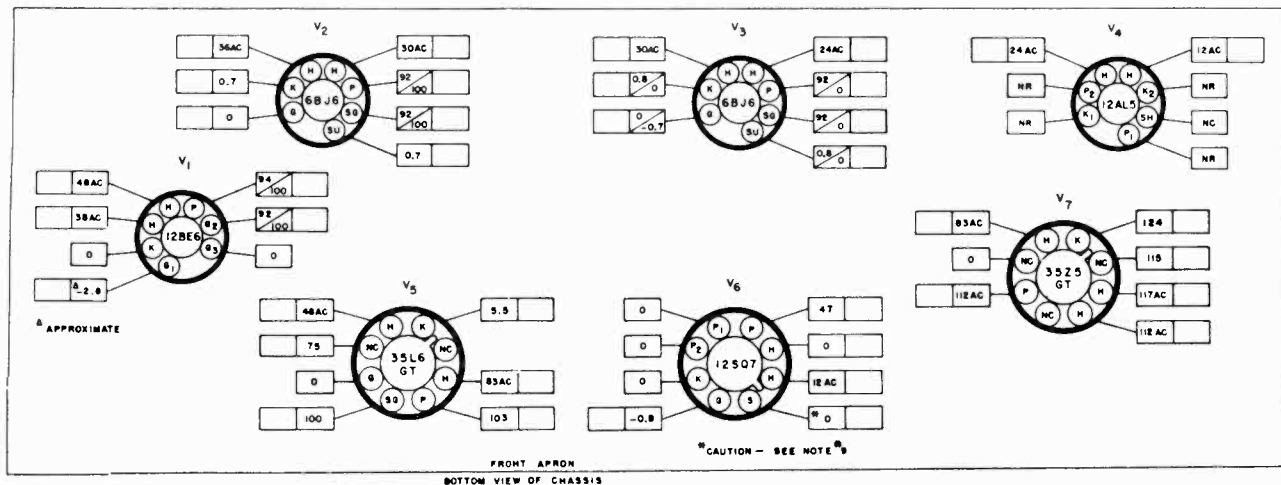 V2
36AC
30AC
0.7
92/100
0
92/100
0.7
H H K P G SG SU
6BJ6
V3
30AC
24AC
0.8/0
92/0
0/-0.7
92/0
0.8/0
H H K P G SG SU
6BJ6
V4
24AC
12AC
NR
NR
NR
NC
NR
H H P2 K2 K1 SH P1
12AL5
V1
48AC
94/100
38AC
92/100
0
0
Δ-2.8
H P H G2 K G3 G1
12BE6
Δ APPROXIMATE
V7
83AC
124
0
115
112AC
117AC
112AC
H K NC NC P H NC H
35Z5
GT
V5
48AC
5.5
75
0
83AC
100
103
H K NC NC G H SG P
35L6
GT
V6
0
47
0
0
0
12AC
-0.8
*0
P1 P P2 H K H G S
12SQ7
*CAUTION – SEE NOTE *9
FRONT APRON
BOTTOM VIEW OF CHASSIS